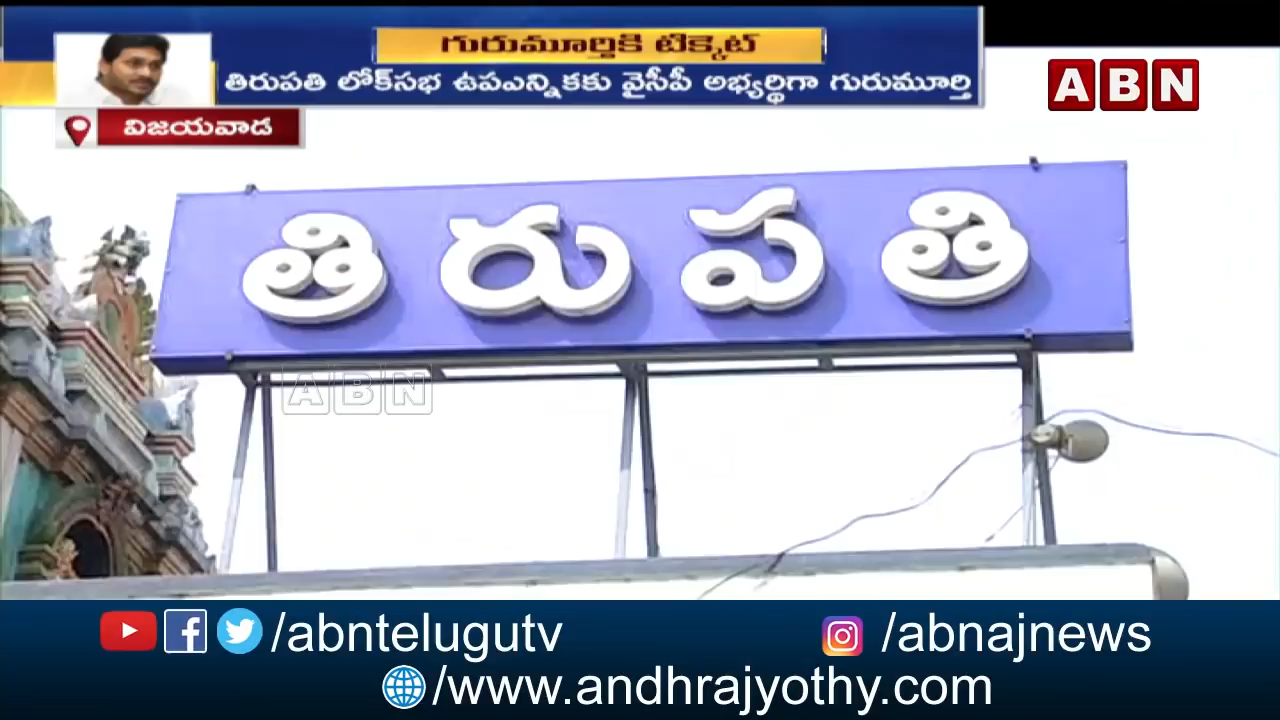 గురుమూర్తికి టికెట్
తిరుపతి లోక్‌సభ ఉపఎన్నికకు వైసీపీ అభ్యర్థిగా గురుమూర్తి
ABN
విజయవాడ
తిరుపతి
ABN
/abntelugutv
/abnajnews
/www.andhrajyothy.com